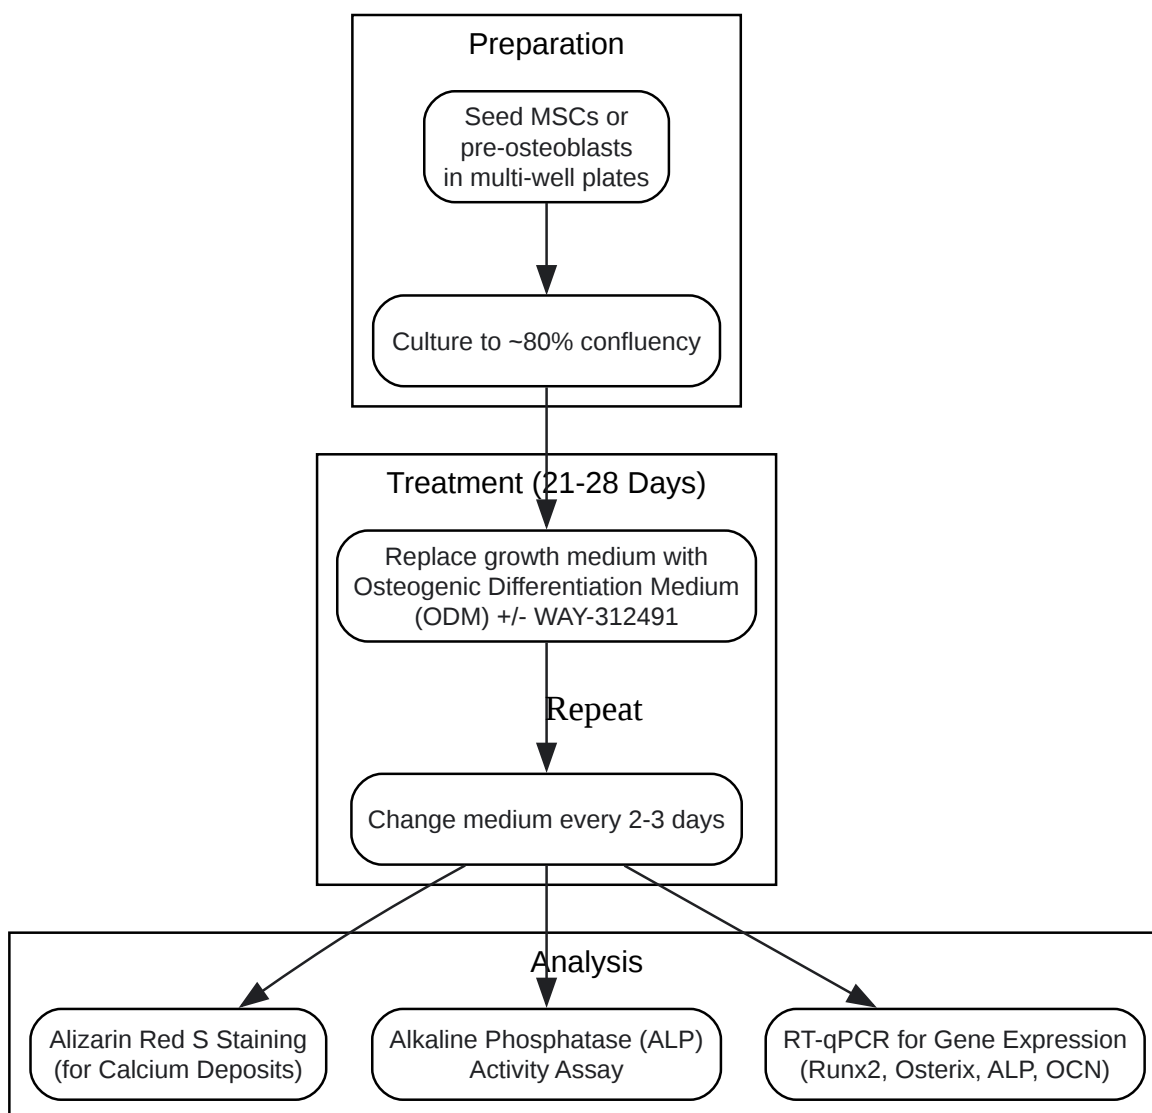 Preparation
Seed MSCs or
pre-osteoblasts
in multi-well plates
Culture to ~80% confluency
Treatment (21-28 Days)
Replace growth medium with
Osteogenic Differentiation Medium
(ODM) +/- WAY-312491
Repeat
Change medium every 2-3 days
Analysis
Alizarin Red S Staining
(for Calcium Deposits)
Alkaline Phosphatase (ALP)
Activity Assay
RT-qPCR for Gene Expression
(Runx2, Osterix, ALP, OCN)